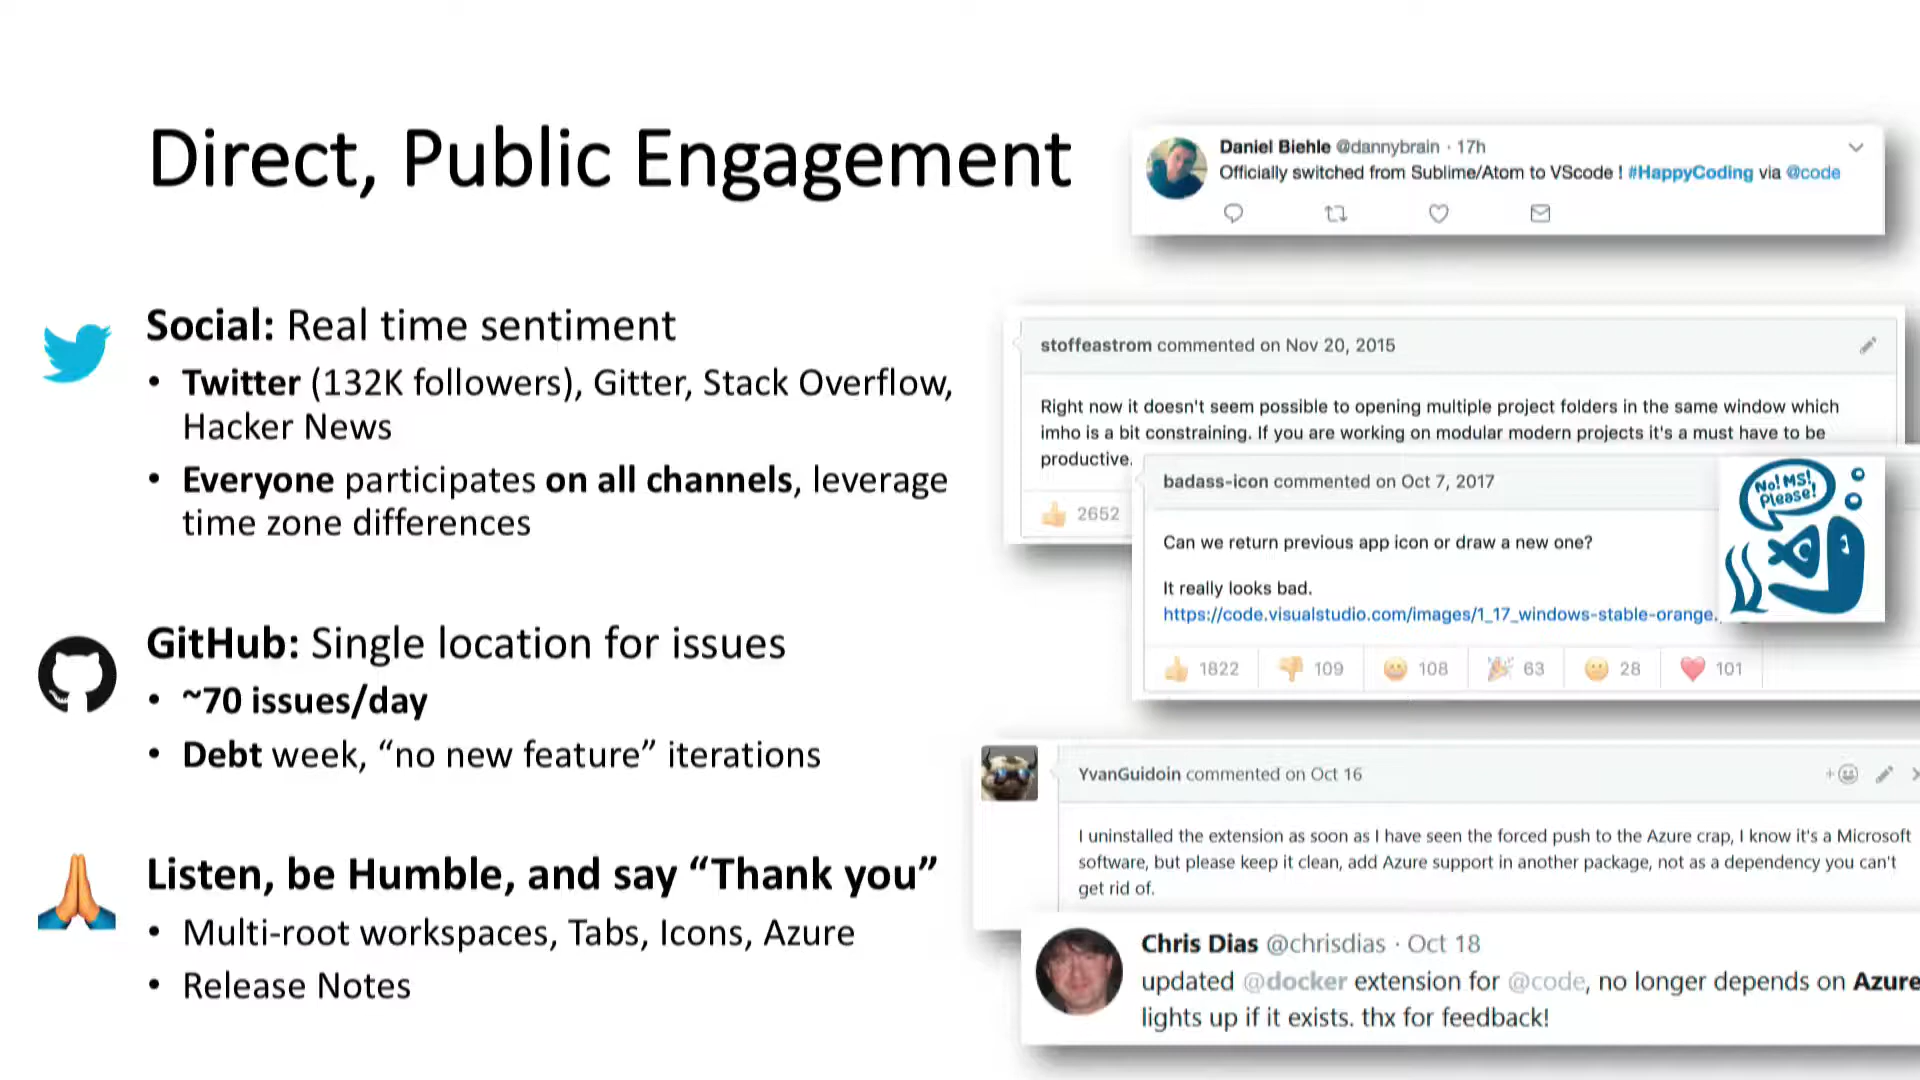 Direct, Public Engagement
Social: Real time sentiment
• Twitter (132K followers), Gitter, Stack Overflow,
Hacker News
• Everyone participates on all channels, leverage
time zone differences
GitHub: Single location for issues
• ~70 issues/day
• Debt week, “no new feature” iterations
Listen, be Humble, and say “Thank you”
• Multi-root workspaces, Tabs, Icons, Azure
• Release Notes
Daniel Biehle @dannybrain · 17h
Officially switched from Sublime/Atom to VScode ! #HappyCoding via @code
stoffeastrom commented on Nov 20, 2015
Right now it doesn't seem possible to opening multiple project folders in the same window which
imho is a bit constraining. If you are working on modular modern projects it's a must have to be
productive.
2652
badass-icon commented on Oct 7, 2017
No! MS!
Please!
Can we return previous app icon or draw a new one?
It really looks bad.
https://code.visualstudio.com/images/1_17_windows-stable-orange.
1822 109 108 63 28 101
YvanGuidoin commented on Oct 16
I uninstalled the extension as soon as I have seen the forced push to the Azure crap, I know it's a Microsoft
software, but please keep it clean, add Azure support in another package, not as a dependency you can't
get rid of.
Chris Dias @chrisdias · Oct 18
updated @docker extension for @code, no longer depends on Azure
lights up if it exists. thx for feedback!